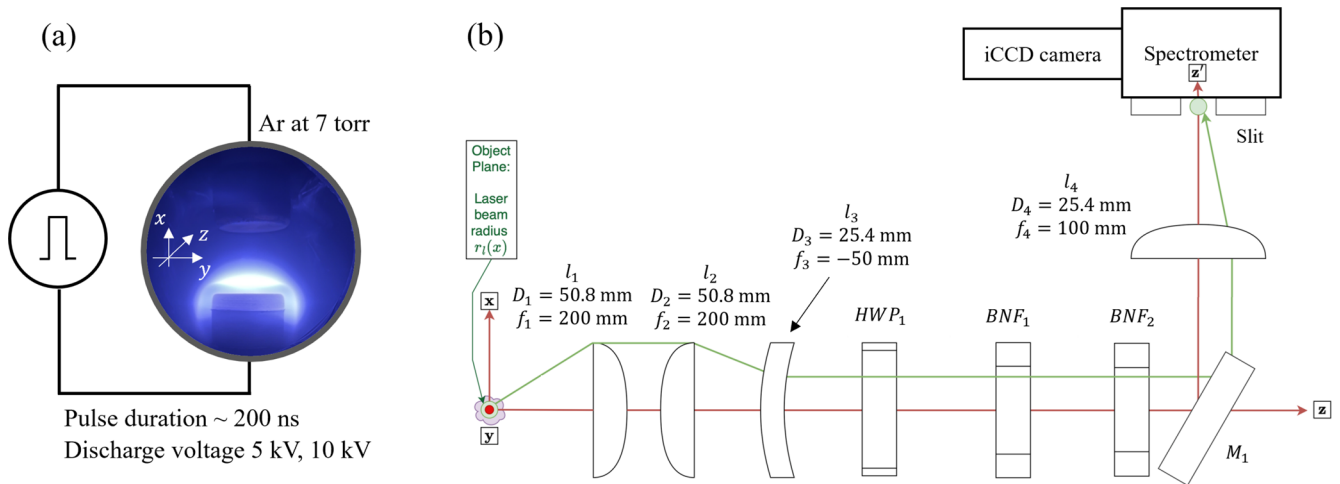 (a)
Ar at 7 torr
x
z
y
Pulse duration ~ 200 ns
Discharge voltage 5 kV, 10 kV
(b)
iCCD camera
Spectrometer
z'
Slit
Object
Plane:
Laser
beam
radius
r_l(x)
x
y
l_1
D_1 = 50.8 mm
f_1 = 200 mm
l_2
D_2 = 50.8 mm
f_2 = 200 mm
l_3
D_3 = 25.4 mm
f_3 = −50 mm
l_4
D_4 = 25.4 mm
f_4 = 100 mm
HWP_1
BNF_1
BNF_2
M_1
z